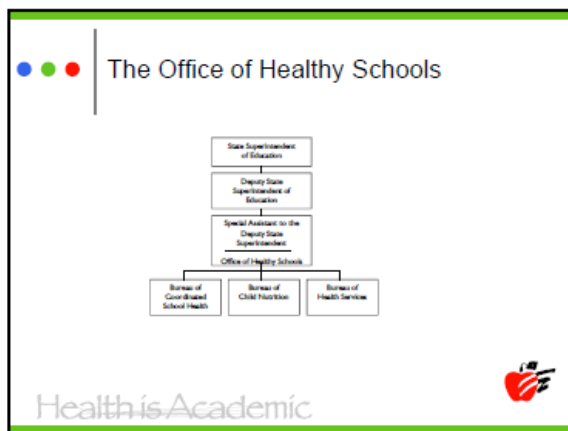 The Office of Healthy Schools
State Superintendent
of Education
Deputy State
Superintendent of
Education
Special Assistant to the
Deputy State
Superintendent
Office of Healthy Schools
Bureau of
Coordinated
School Health
Bureau of
Child Nutrition
Bureau of
Health Services
Health is Academic